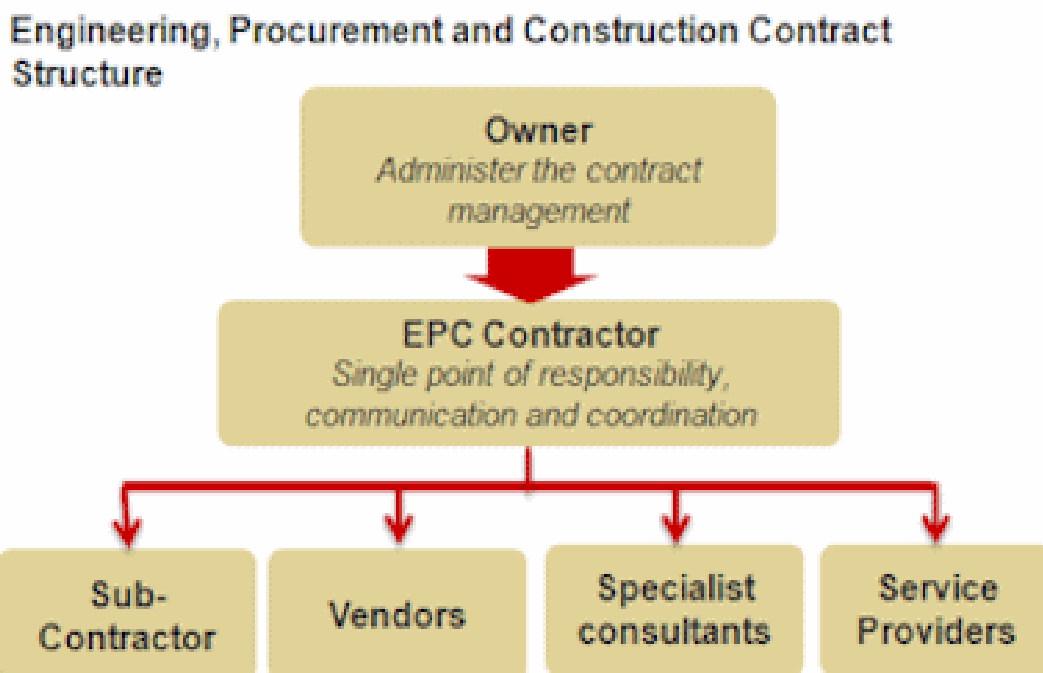 Engineering, Procurement and Construction Contract
Structure
Owner
Administer the contract
management
EPC Contractor
Single point of responsibility,
communication and coordination
Sub-
Contractor
Vendors
Specialist
consultants
Service
Providers